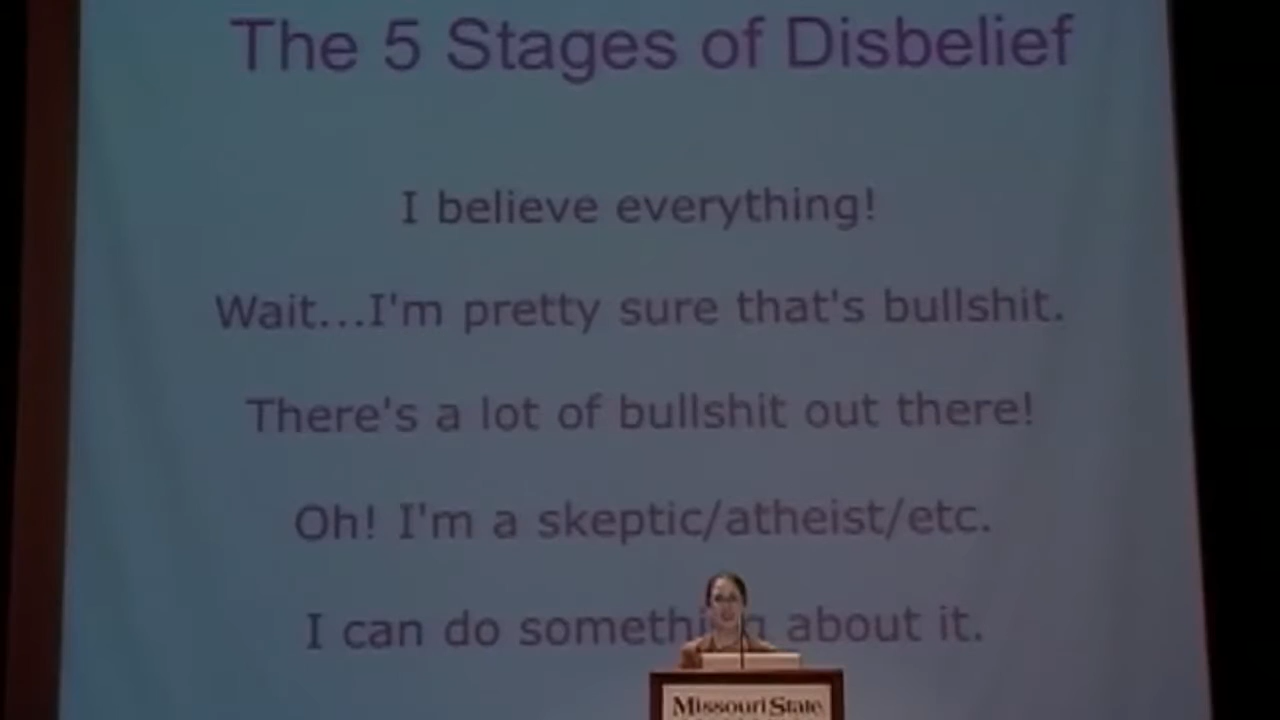 The 5 Stages of Disbelief
I believe everything!
Wait...I'm pretty sure that's bullshit.
There's a lot of bullshit out there!
Oh! I'm a skeptic/atheist/etc.
I can do something about it.
Missouri State